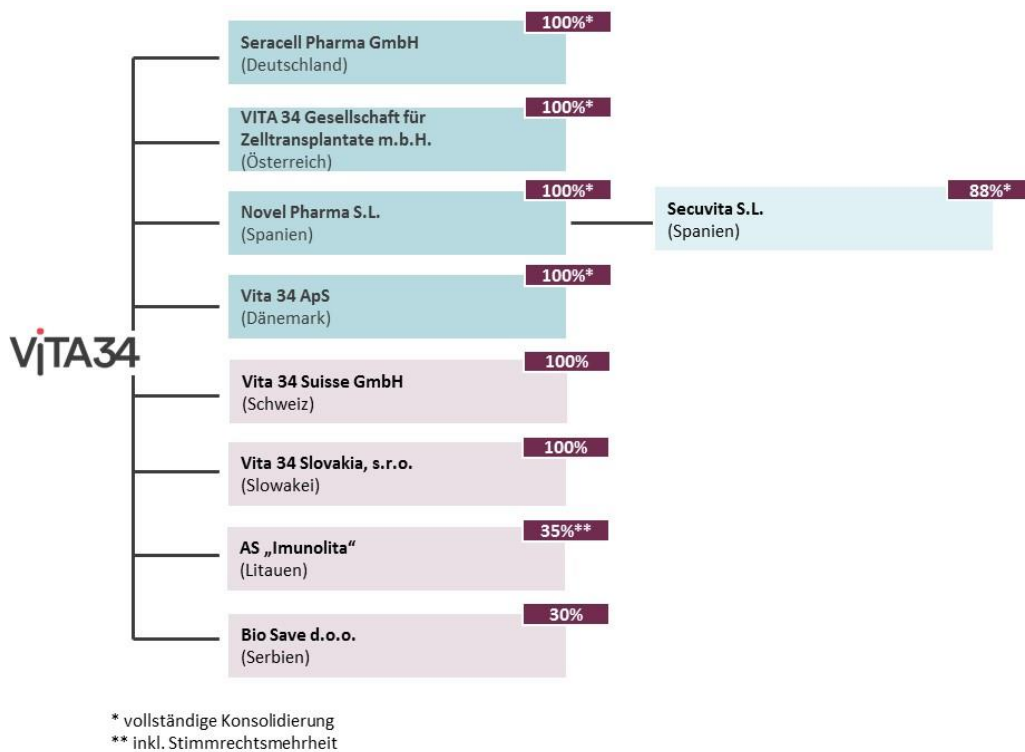 100%*
Seracell Pharma GmbH
(Deutschland)
100%*
VITA 34 Gesellschaft für
Zelltransplantate m.b.H.
(Österreich)
100%*
Novel Pharma S.L.
(Spanien)
88%*
Secuvita S.L.
(Spanien)
100%*
Vita 34 ApS
(Dänemark)
ViTA34
100%
Vita 34 Suisse GmbH
(Schweiz)
100%
Vita 34 Slovakia, s.r.o.
(Slowakei)
35%**
AS „Imunolita“
(Litauen)
30%
Bio Save d.o.o.
(Serbien)
* vollständige Konsolidierung
** inkl. Stimmrechtsmehrheit